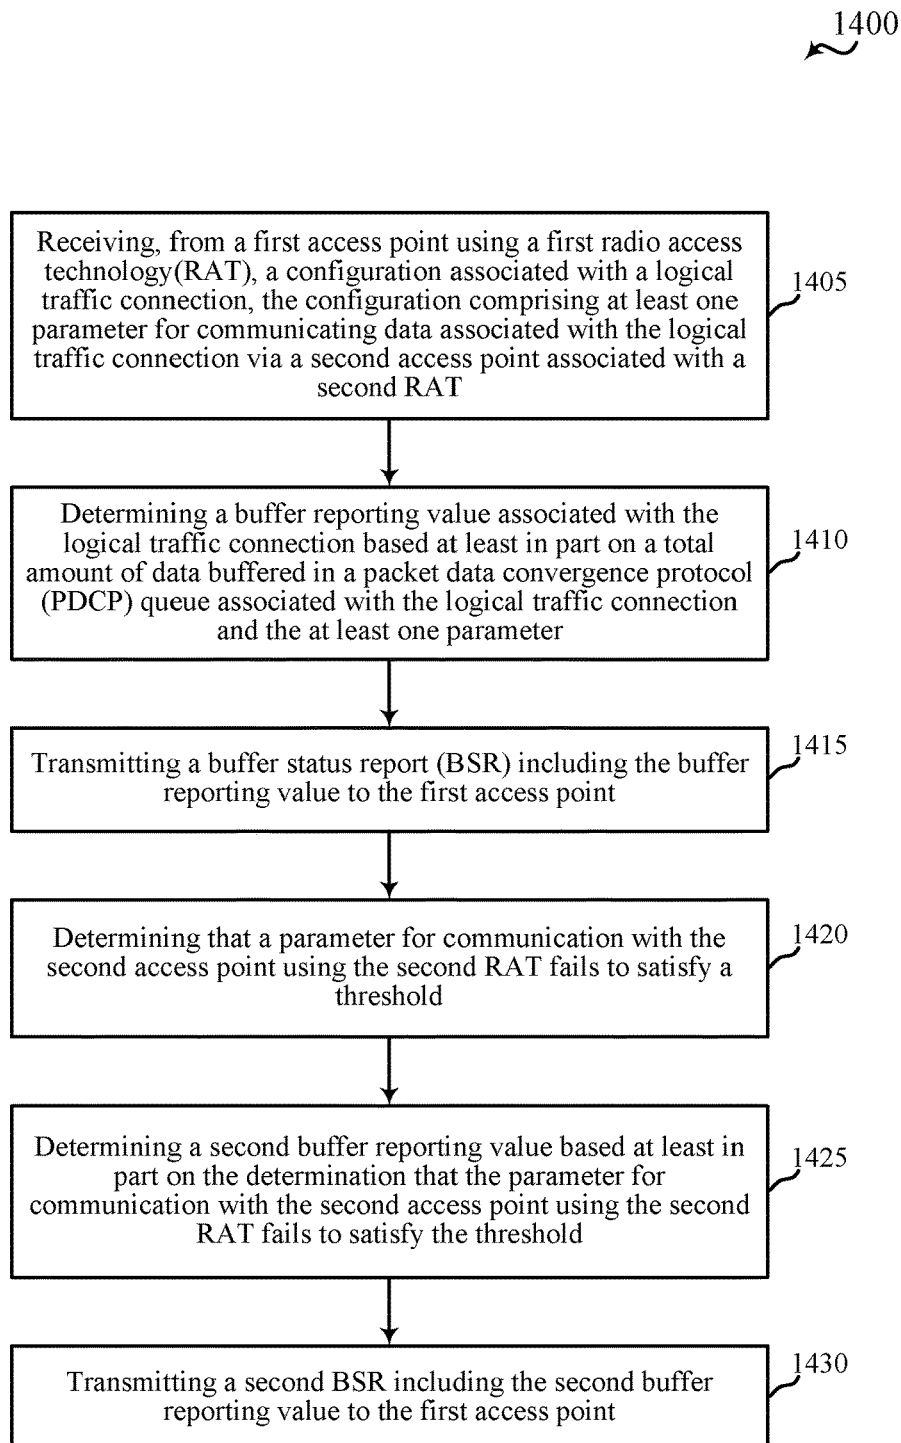 1400
Receiving, from a first access point using a first radio access
technology(RAT), a configuration associated with a logical
traffic connection, the configuration comprising at least one
parameter for communicating data associated with the logical
traffic connection via a second access point associated with a
second RAT
1405
Determining a buffer reporting value associated with the
logical traffic connection based at least in part on a total
amount of data buffered in a packet data convergence protocol
(PDCP) queue associated with the logical traffic connection
and the at least one parameter
1410
Transmitting a buffer status report (BSR) including the buffer
reporting value to the first access point
1415
Determining that a parameter for communication with the
second access point using the second RAT fails to satisfy a
threshold
1420
Determining a second buffer reporting value based at least in
part on the determination that the parameter for
communication with the second access point using the second
RAT fails to satisfy the threshold
1425
Transmitting a second BSR including the second buffer
reporting value to the first access point
1430